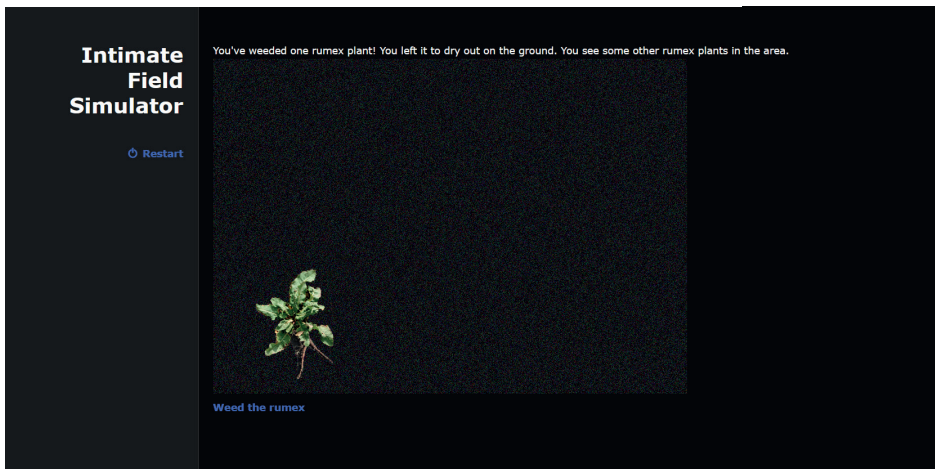 Intimate
Field
Simulator
Restart
You've weeded one rumex plant! You left it to dry out on the ground. You see some other rumex plants in the area.
Weed the rumex